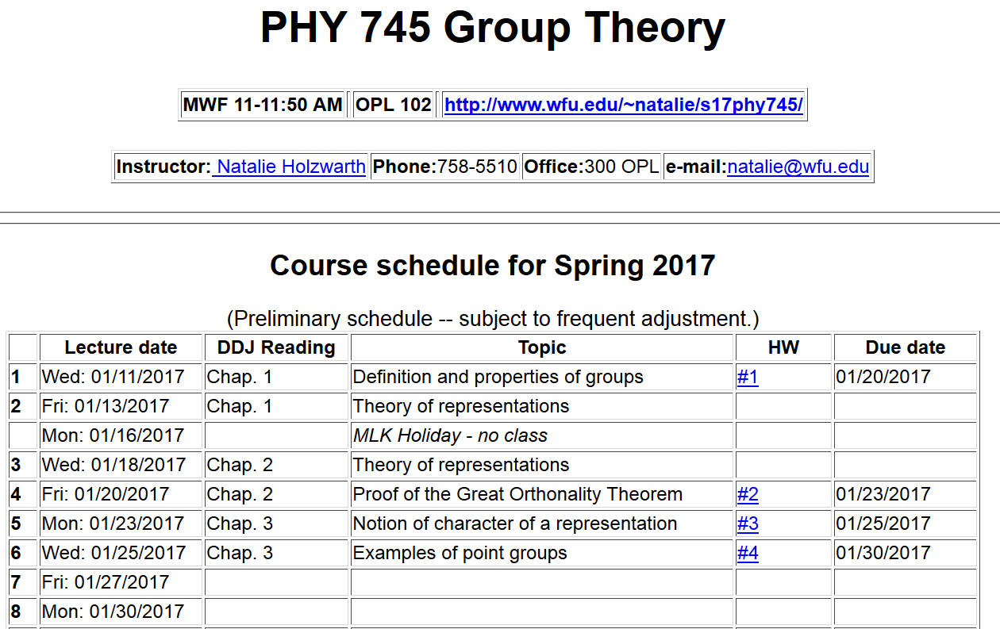 PHY 745 Group Theory
MWF 11-11:50 AM OPL 102 http://www.wfu.edu/~natalie/s17phy745/
Instructor: Natalie Holzwarth Phone:758-5510 Office:300 OPL e-mail:natalie@wfu.edu
Course schedule for Spring 2017
(Preliminary schedule -- subject to frequent adjustment.)
Lecture date DDJ Reading Topic HW Due date
1 Wed: 01/11/2017 Chap. 1 Definition and properties of groups #1 01/20/2017
2 Fri: 01/13/2017 Chap. 1 Theory of representations
Mon: 01/16/2017 MLK Holiday - no class
3 Wed: 01/18/2017 Chap. 2 Theory of representations
4 Fri: 01/20/2017 Chap. 2 Proof of the Great Orthonality Theorem #2 01/23/2017
5 Mon: 01/23/2017 Chap. 3 Notion of character of a representation #3 01/25/2017
6 Wed: 01/25/2017 Chap. 3 Examples of point groups #4 01/30/2017
7 Fri: 01/27/2017
8 Mon: 01/30/2017